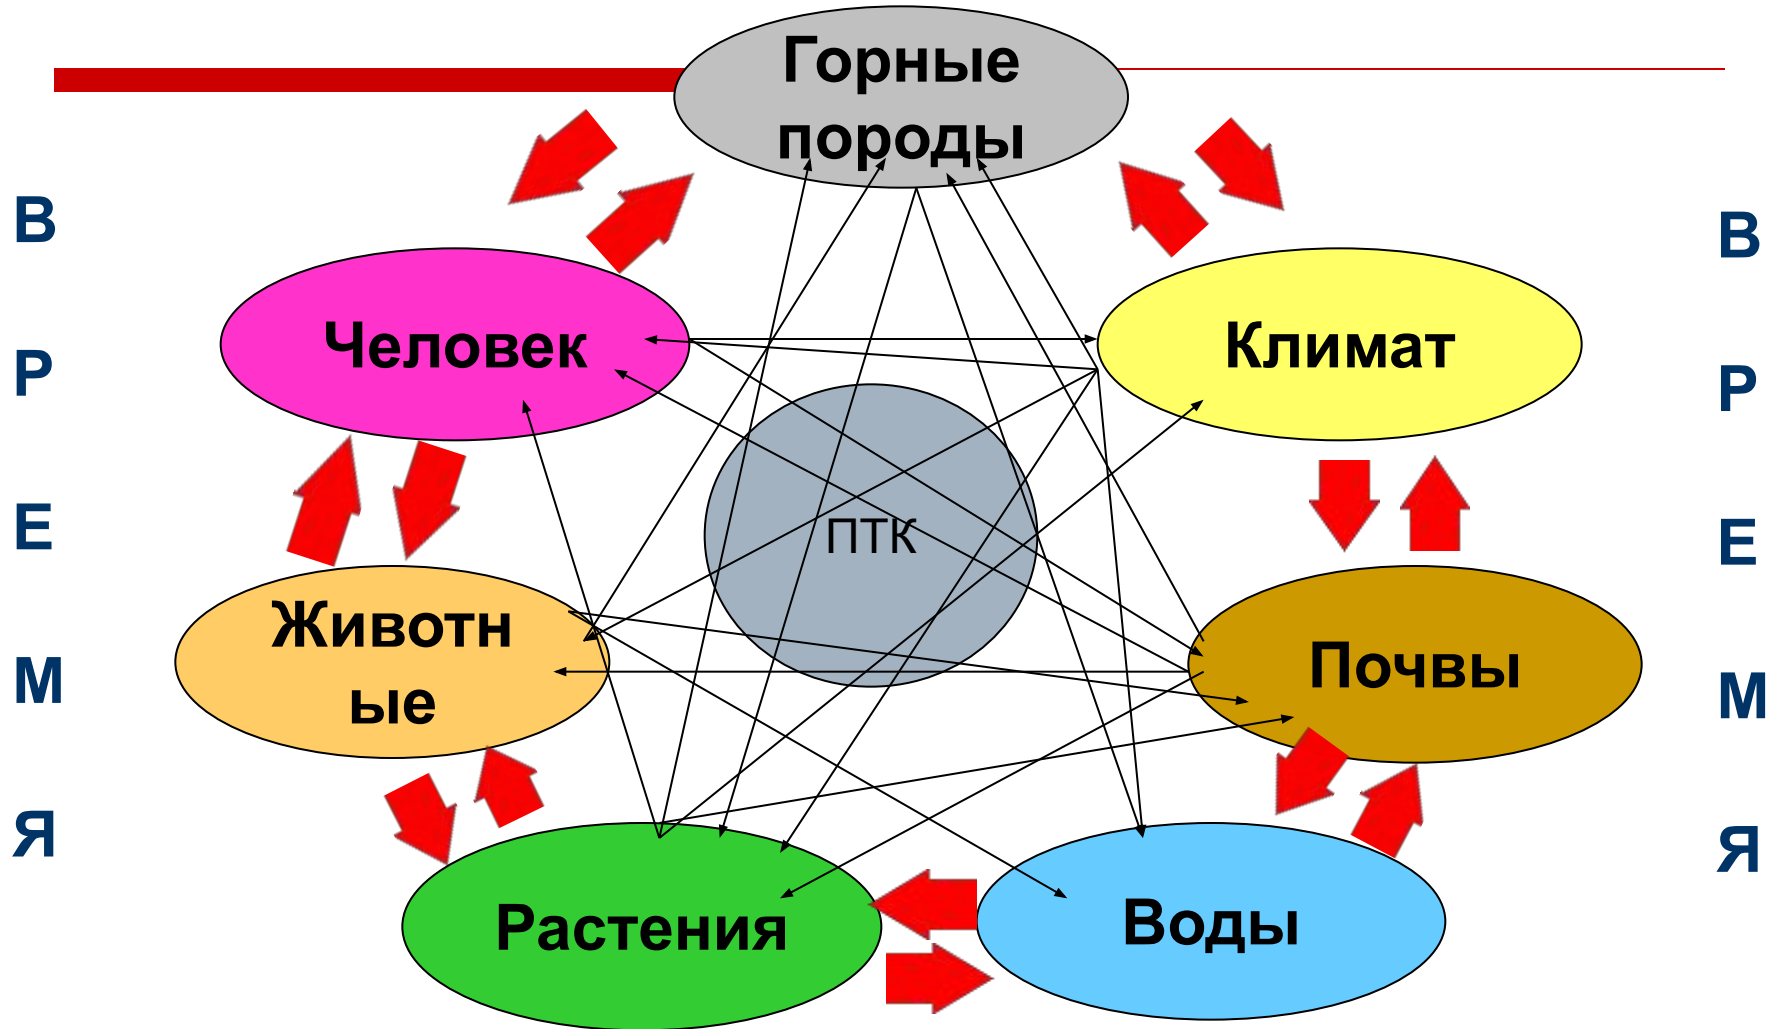 Горные
породы
В
Р
Е
М
Я
Человек
Климат
ПТК
Животн
ые
Почвы
Растения
Воды
В
Р
Е
М
Я